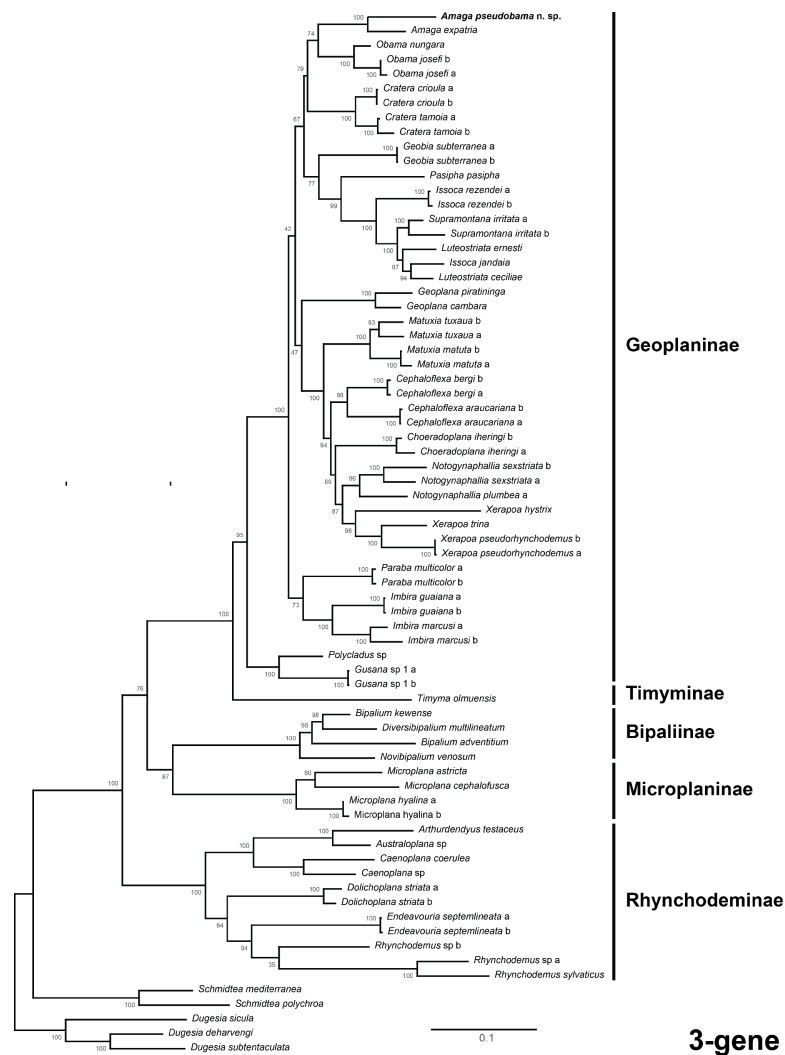 Amaga pseudobama n. sp.
Amaga expatria
Obama nungara
Obama josefi b
Obama josefi a
Cratera crioula a
Cratera crioula b
Cratera tamoia a
Cratera tamoia b
Geobia subterranea a
Geobia subterranea b
Pasipha pasipha
Issoca rezendei a
Issoca rezendei b
Supramontana irritata a
Supramontana irritata b
Luteostriata ernesti
Issoca jandaia
Luteostriata ceciliae
Geoplana piratininga
Geoplana cambara
Matuxia tuxaua b
Matuxia tuxaua a
Matuxia matuta b
Matuxia matuta a
Cephaloflexa bergi b
Cephaloflexa bergi a
Cephaloflexa araucariana b
Cephaloflexa araucariana a
Choeradoplana iheringi b
Choeradoplana iheringi a
Notogynaphallia sexstriata b
Notogynaphallia sexstriata a
Notogynaphallia plumbea a
Xerapoa hystrix
Xerapoa trina
Xerapoa pseudorhynchodemus b
Xerapoa pseudorhynchodemus a
Paraba multicolor a
Paraba multicolor b
Imbira guaiana a
Imbira guaiana b
Imbira marcusi a
Imbira marcusi b
Polycladus sp
Gusana sp 1 a
Gusana sp 1 b
Timyma olmuensis
Bipalium kewense
Diversibipalium multilineatum
Bipalium adventitium
Novibipalium venosum
Microplana astricta
Microplana cephalofusca
Microplana hyalina a
Microplana hyalina b
Arthurdendyus testaceus
Australoplana sp
Caenoplana coerulea
Caenoplana sp
Dolichoplana striata a
Dolichoplana striata b
Endeavouria septemlineata a
Endeavouria septemlineata b
Rhynchodemus sp b
Rhynchodemus sp a
Rhynchodemus sylvaticus
Schmidtea mediterranea
Schmidtea polychroa
Dugesia sicula
Dugesia deharvengi
Dugesia subtentaculata
Geoplaninae
Timyminae
Bipaliinae
Microplaninae
Rhynchodeminae
100
74
100
100
79
100
100
100
67
100
77
99
100
100
100
97
94
42
100
47
93
100
100
100
100
99
100
94
100
89
100
98
87
96
100
100
100
100
73
100
100
100
95
100
100
100
98
98
100
76
87
80
100
100
100
100
100
100
100
94
100
94
35
100
100
100
100
100
0.1
3-gene